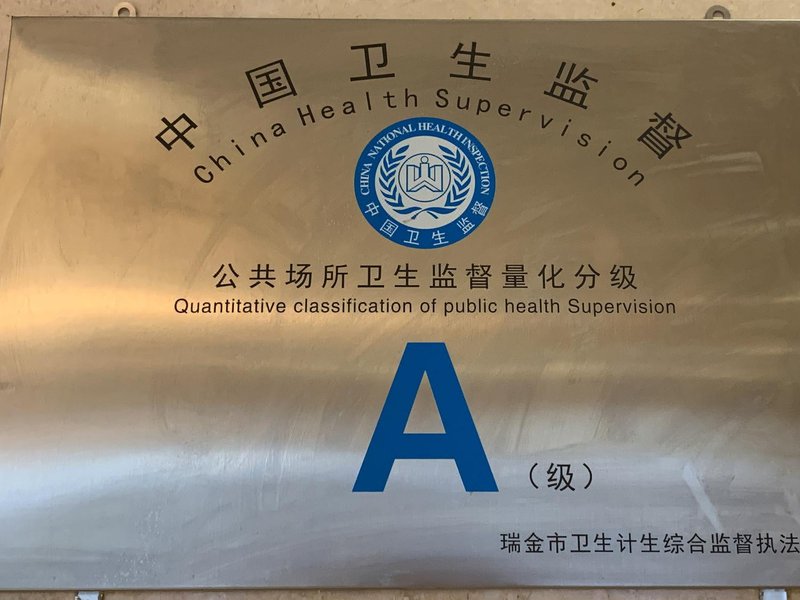 中国卫生监督
China Health Supervision
CHINA NATIONAL HEALTH INSPECTION
中国卫生监督
公共场所卫生监督量化分级
Quantitative classification of public health Supervision
A
（级）
瑞金市卫生计生综合监督执法